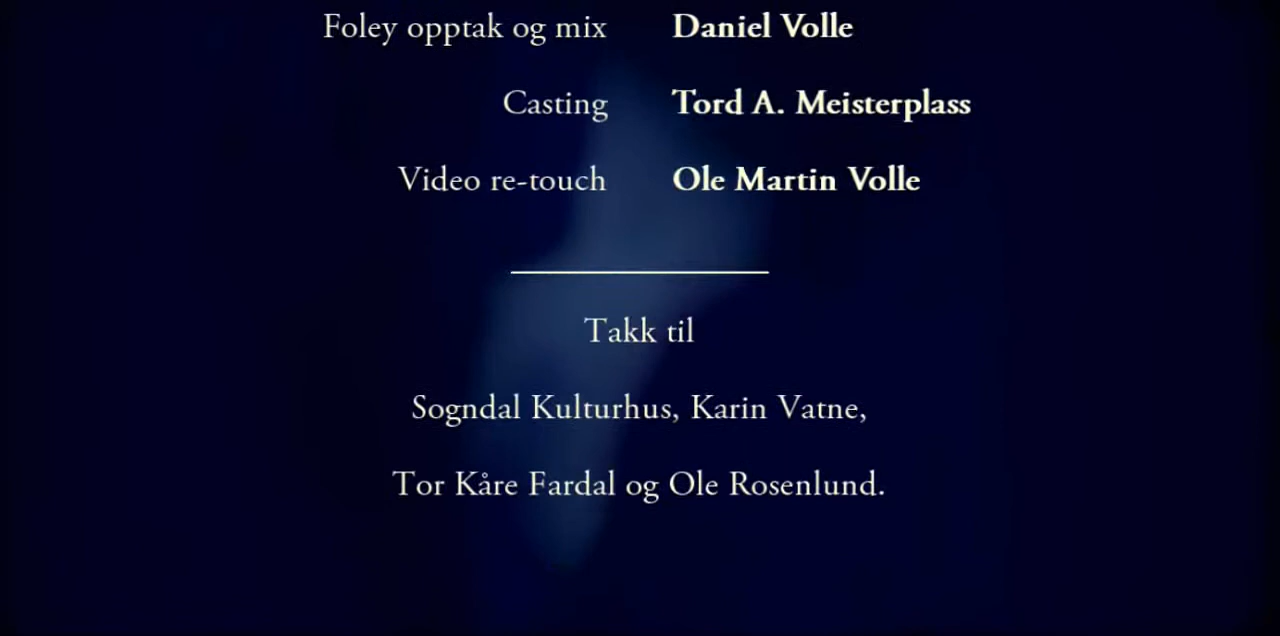 Foley opptak og mix Daniel Volle
Casting Tord A. Meisterplass
Video re-touch Ole Martin Volle
Takk til
Sogndal Kulturhus, Karin Vatne,
Tor Kåre Fardal og Ole Rosenlund.